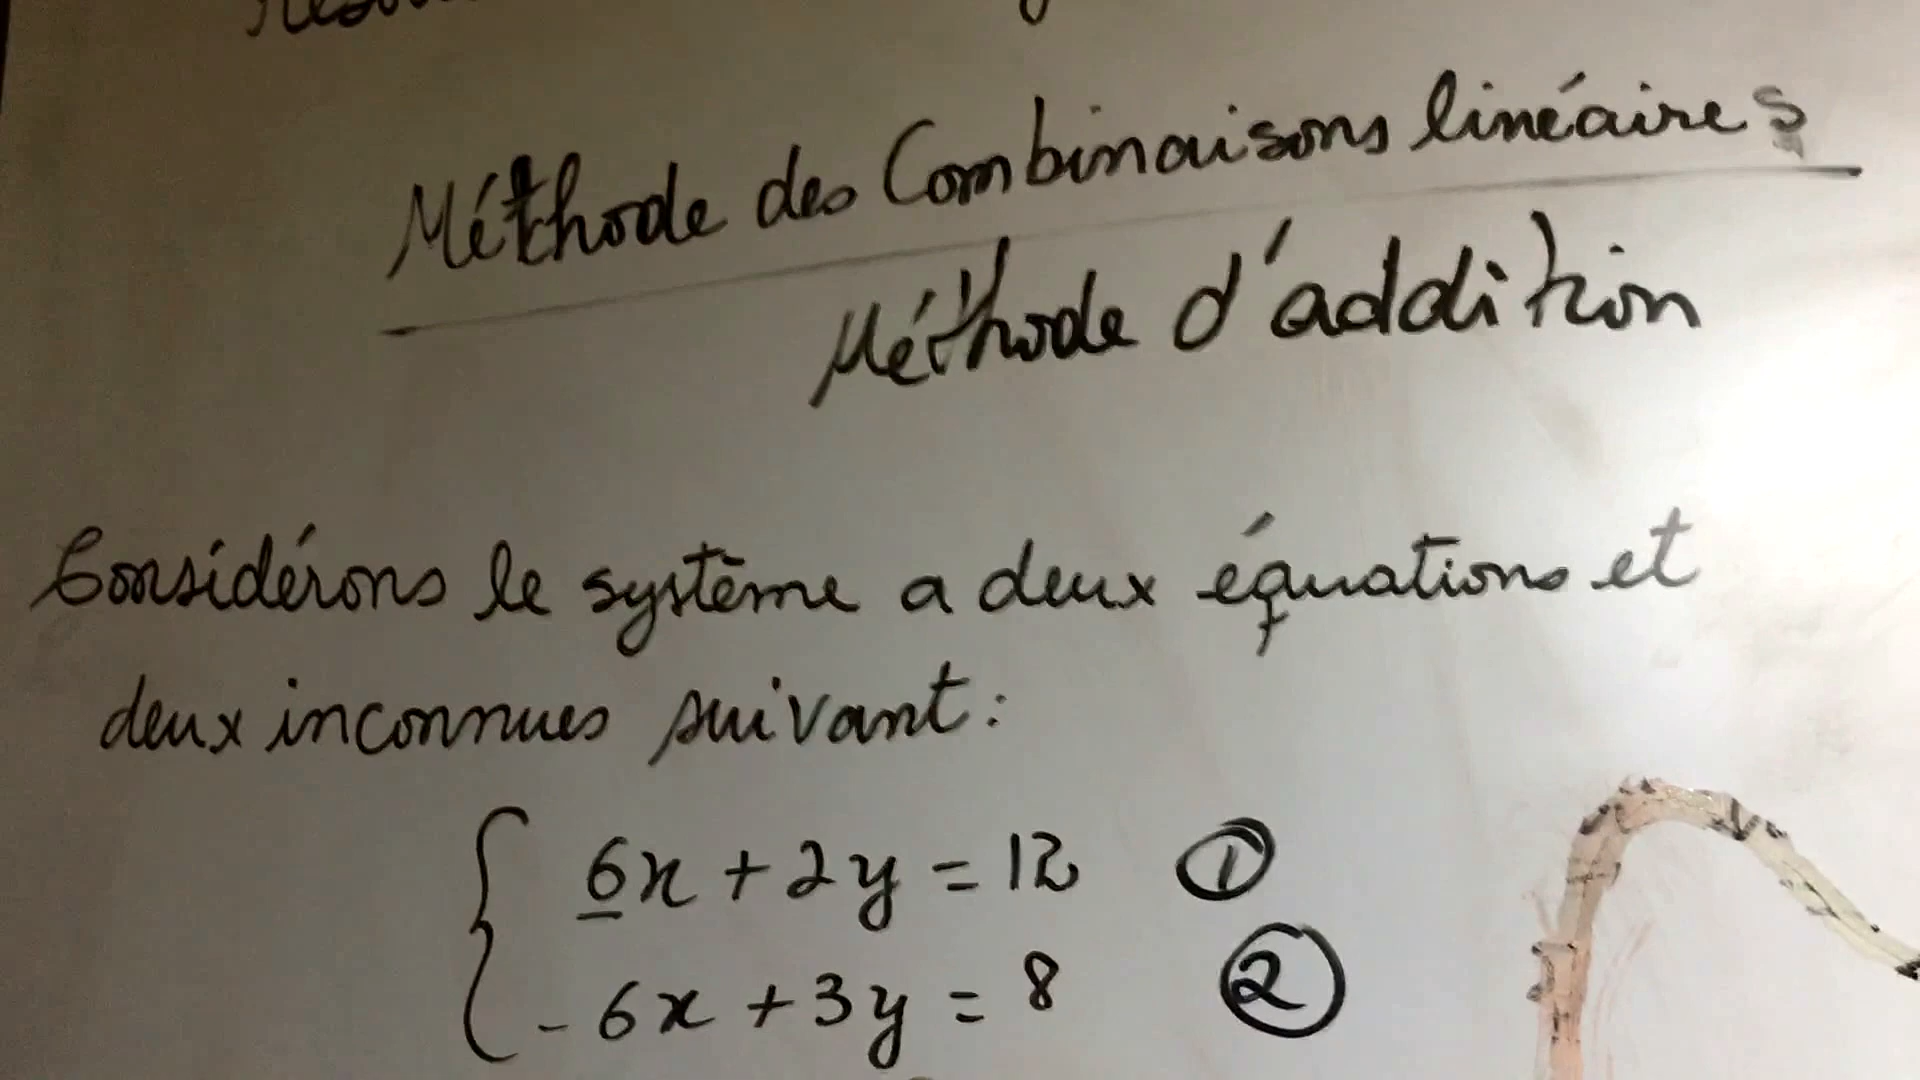 Méthode des Combinaisons linéaires
Méthode d'addition
Considérons le système a deux équations et
deux inconnues suivant:
6x + 2y = 12 ①
- 6x + 3y = 8 ②